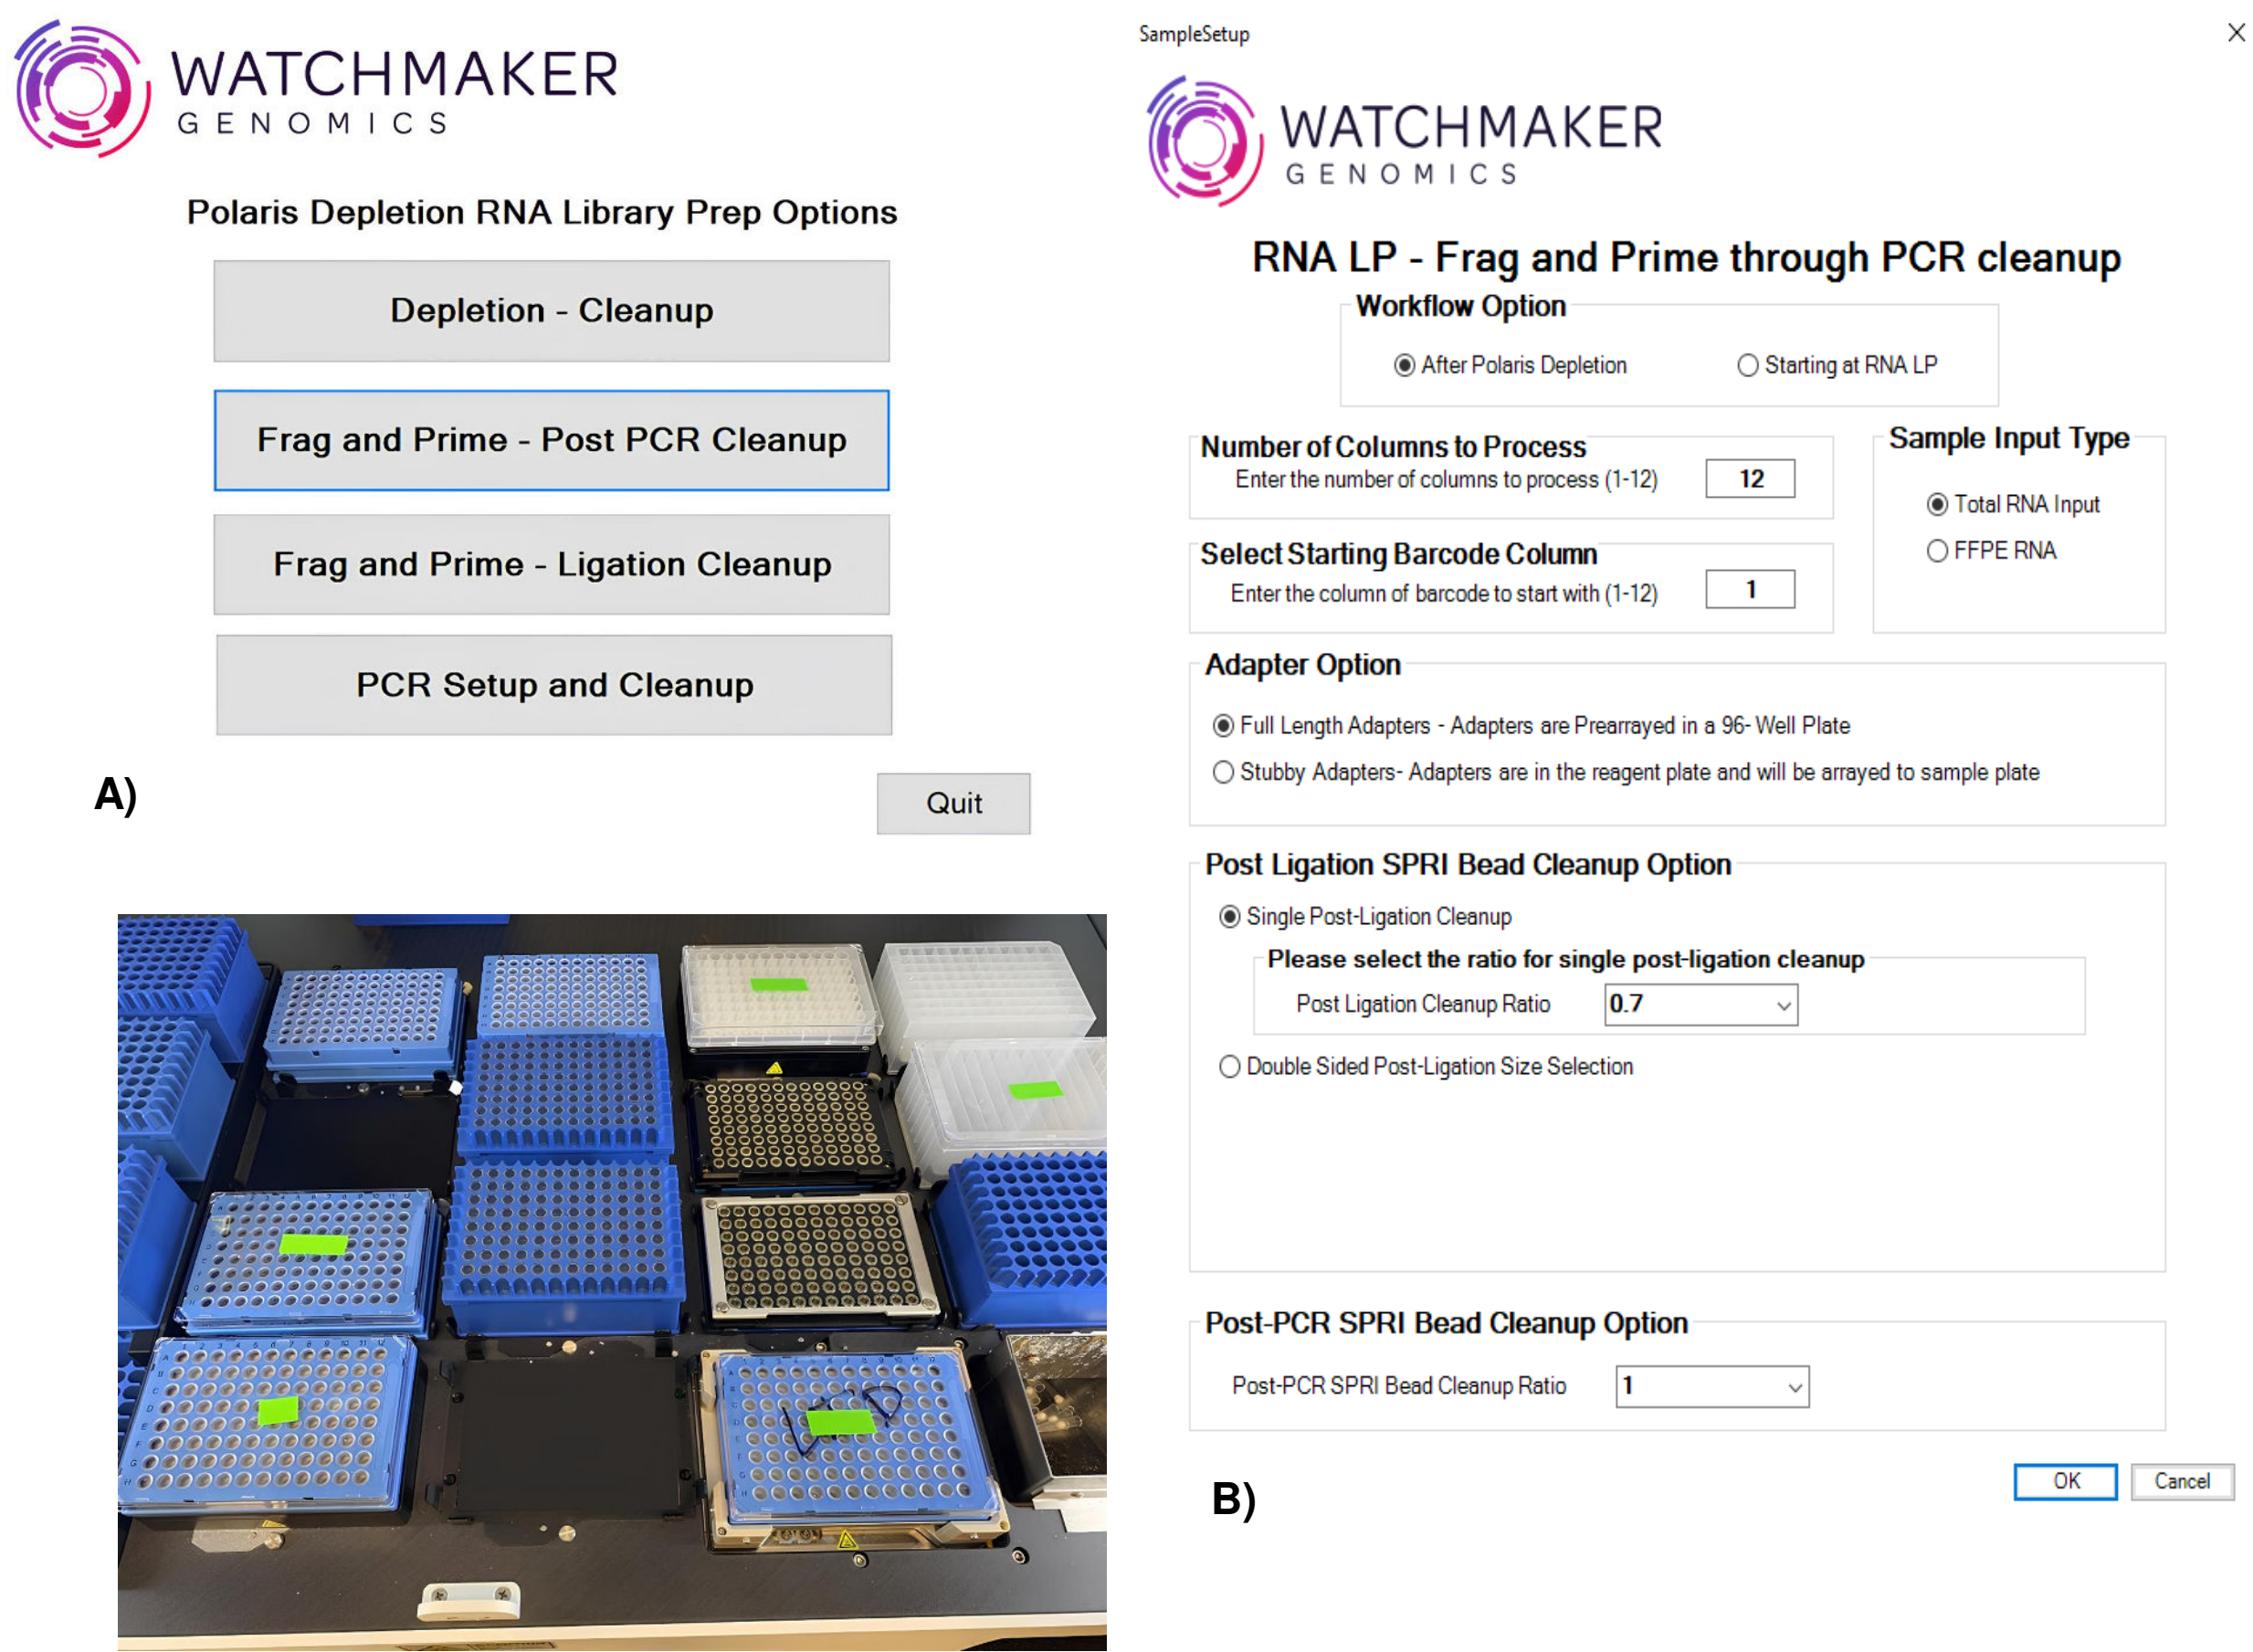 WATCHMAKER
GENOMICS
Polaris Depletion RNA Library Prep Options
Depletion - Cleanup
Frag and Prime - Post PCR Cleanup
Frag and Prime - Ligation Cleanup
PCR Setup and Cleanup
A)
Quit
SampleSetup
WATCHMAKER
GENOMICS
RNA LP - Frag and Prime through PCR cleanup
Workflow Option
After Polaris Depletion
Starting at RNA LP
Number of Columns to Process
Enter the number of columns to process (1-12)
12
Sample Input Type
Total RNA Input
FFPE RNA
Select Starting Barcode Column
Enter the column of barcode to start with (1-12)
1
Adapter Option
Full Length Adapters - Adapters are Prearrayed in a 96- Well Plate
Stubby Adapters- Adapters are in the reagent plate and will be arrayed to sample plate
Post Ligation SPRI Bead Cleanup Option
Single Post-Ligation Cleanup
Please select the ratio for single post-ligation cleanup
Post Ligation Cleanup Ratio
0.7
Double Sided Post-Ligation Size Selection
Post-PCR SPRI Bead Cleanup Option
Post-PCR SPRI Bead Cleanup Ratio
1
OK
Cancel
B)